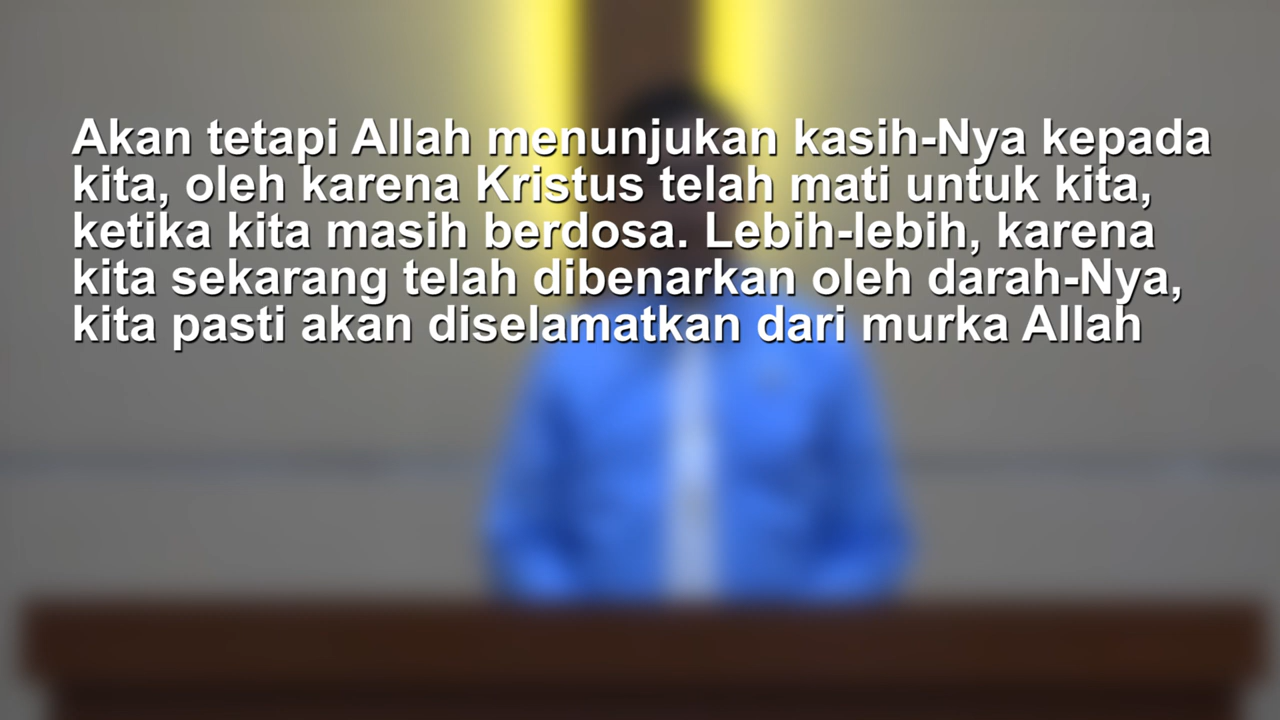 Akan tetapi Allah menunjukan kasih-Nya kepada
kita, oleh karena Kristus telah mati untuk kita,
ketika kita masih berdosa. Lebih-lebih, karena
kita sekarang telah dibenarkan oleh darah-Nya,
kita pasti akan diselamatkan dari murka Allah